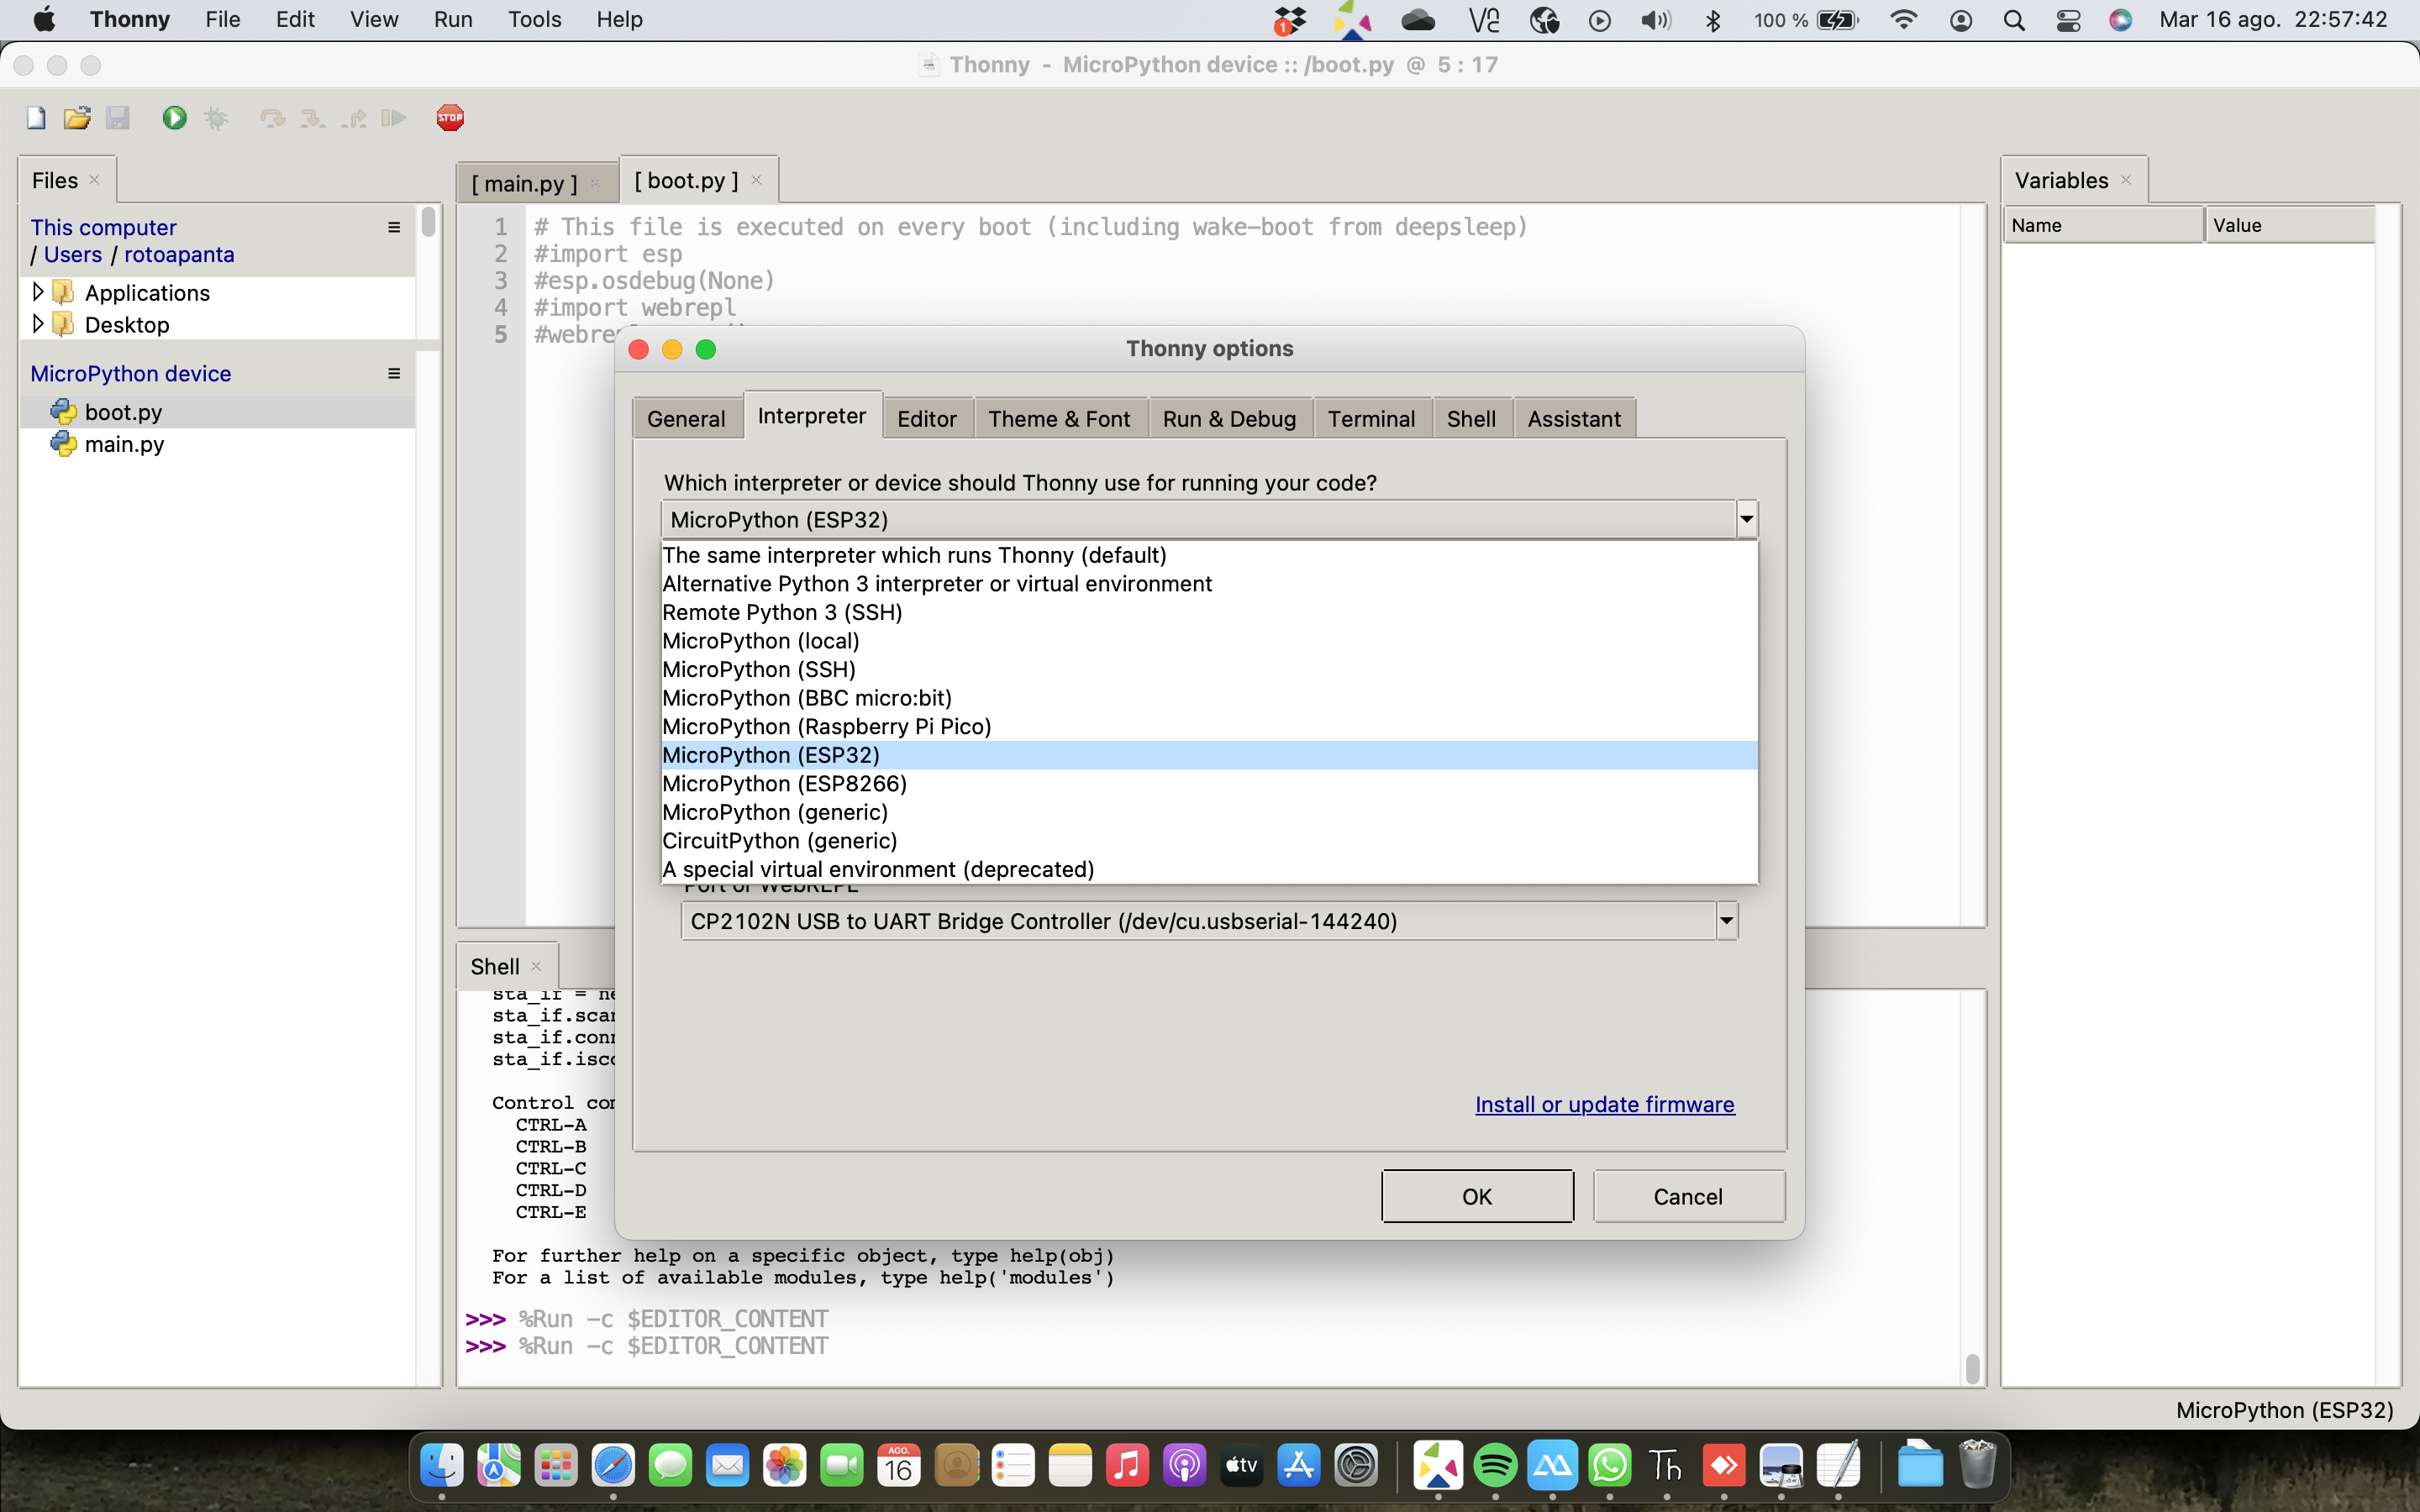 Thonny File Edit View Run Tools Help
1 100 % Mar 16 ago. 22:57:42
Thonny - MicroPython device :: /boot.py @ 5 : 17
STOP
Files
This computer
/ Users / rotoapanta
Applications
Desktop
MicroPython device
boot.py
main.py
[ main.py ] [ boot.py ]
1 # This file is executed on every boot (including wake-boot from deepsleep)
2 #import esp
3 #esp.osdebug(None)
4 #import webrepl
5
Variables
Name Value
Thonny options
General Interpreter Editor Theme & Font Run & Debug Terminal Shell Assistant
Which interpreter or device should Thonny use for running your code?
MicroPython (ESP32)
The same interpreter which runs Thonny (default)
Alternative Python 3 interpreter or virtual environment
Remote Python 3 (SSH)
MicroPython (local)
MicroPython (SSH)
MicroPython (BBC micro:bit)
MicroPython (Raspberry Pi Pico)
MicroPython (ESP32)
MicroPython (ESP8266)
MicroPython (generic)
CircuitPython (generic)
A special virtual environment (deprecated)
Port or WebREPL
CP2102N USB to UART Bridge Controller (/dev/cu.usbserial-144240)
Install or update firmware
OK Cancel
Shell
sta_if = ne
sta_if.scan
sta_if.conn
sta_if.isco
Control con
CTRL-A
CTRL-B
CTRL-C
CTRL-D
CTRL-E
For further help on a specific object, type help(obj)
For a list of available modules, type help('modules')
>>> %Run -c $EDITOR_CONTENT
>>> %Run -c $EDITOR_CONTENT
MicroPython (ESP32)
AGO.
16
tv
Th